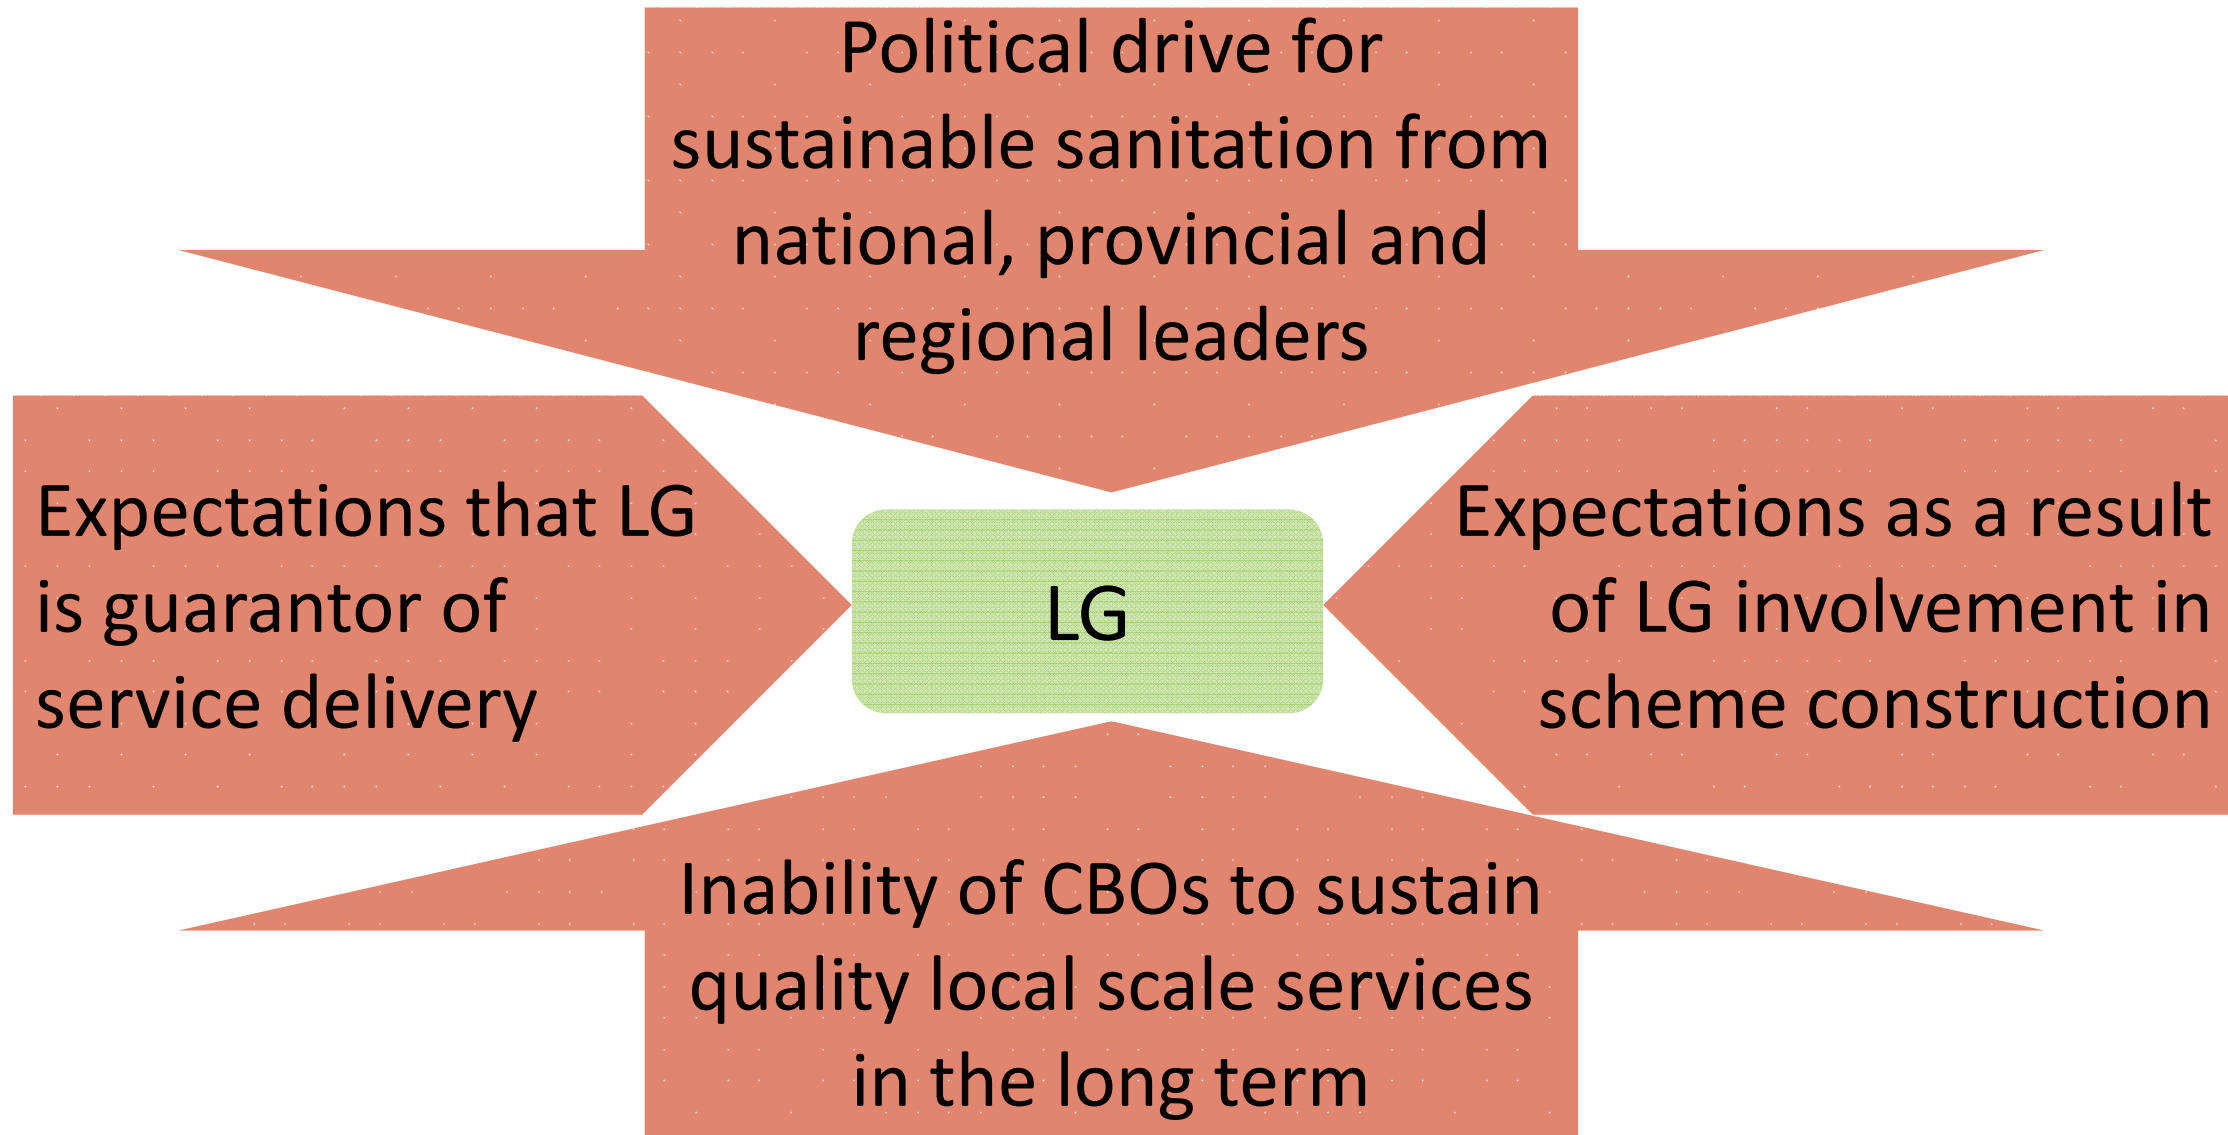 Political drive for
sustainable sanitation from
national, provincial and
regional leaders
Expectations that LG
is guarantor of
service delivery
LG
Expectations as a result
of LG involvement in
scheme construction
Inability of CBOs to sustain
quality local scale services
in the long term